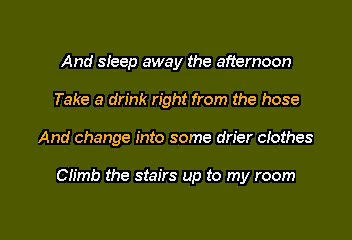 And sleep away the afternoon
Take a drink right from the hose
And change into some drier clothes
Climb the stairs up to my room